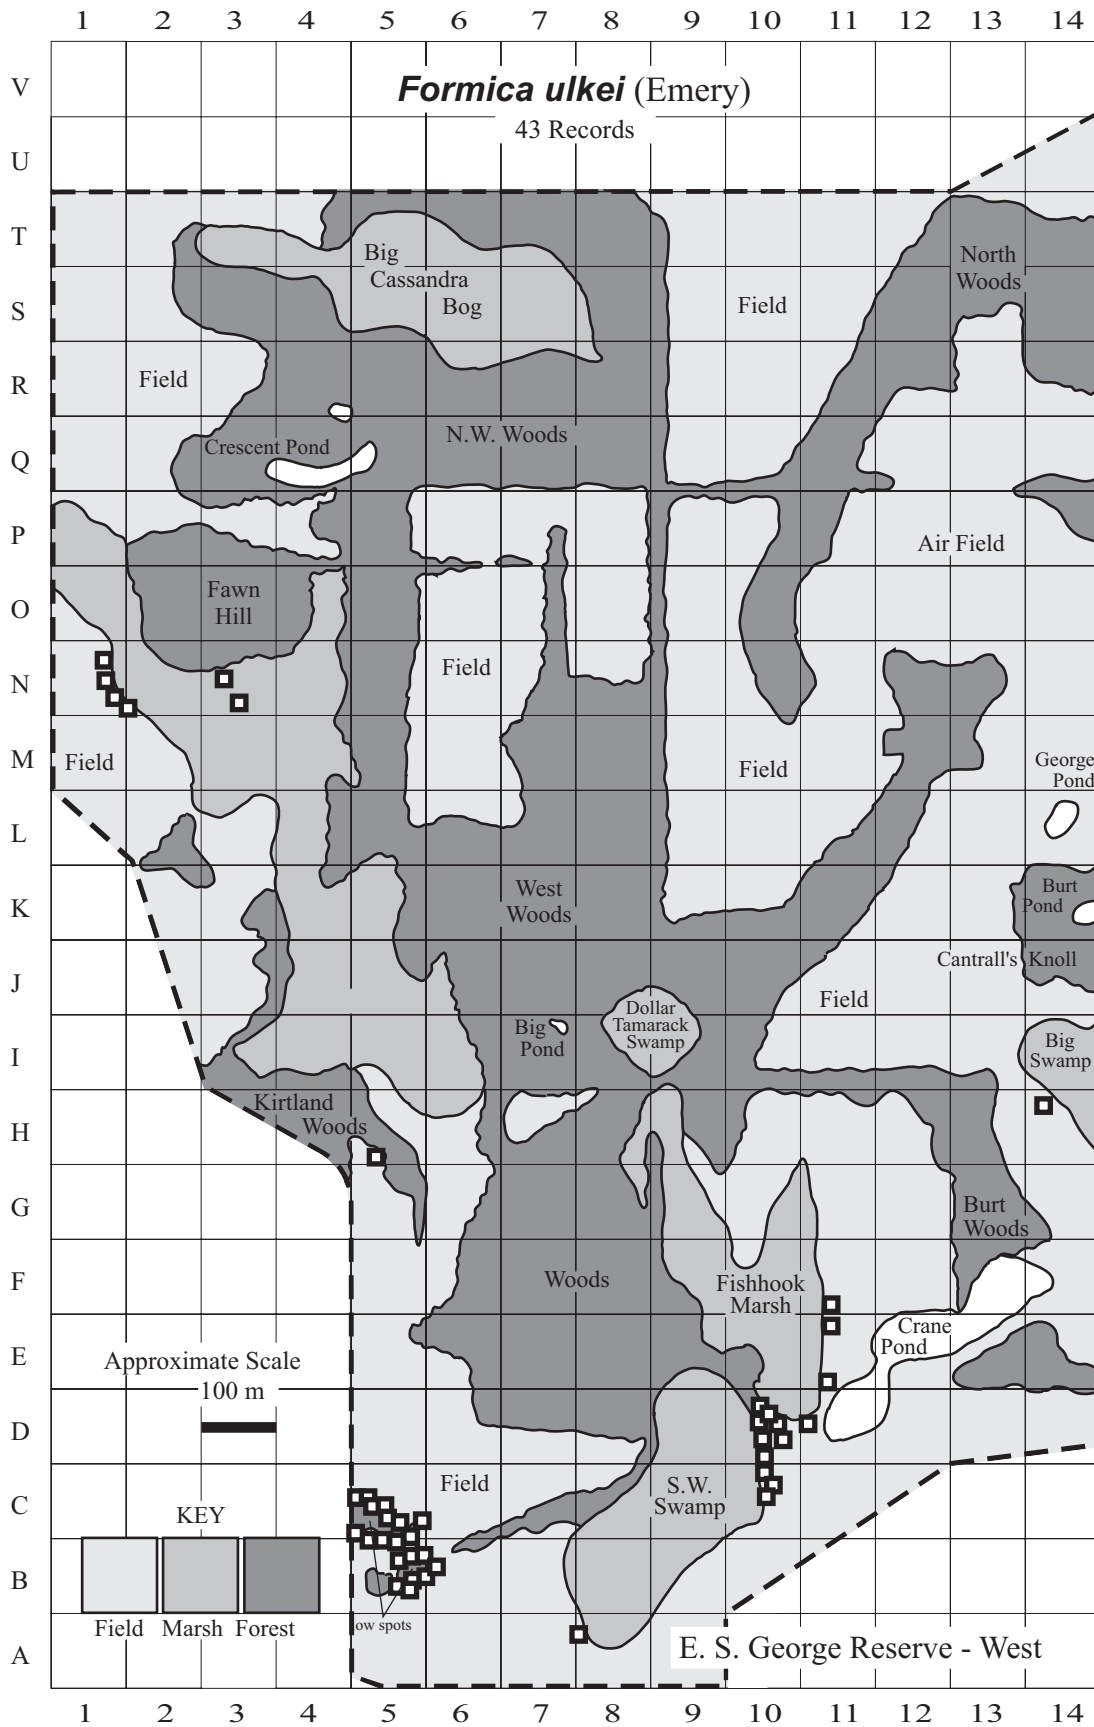 1 2 3 4 5 6 7 8 9 10 11 12 13 14
V
Formica ulkei (Emery)
43 Records
U
T
Big
Cassandra
Bog
North
Woods
S
Field
R
Field
N.W. Woods
Crescent Pond
Q
P
Air Field
O
Fawn
Hill
N
Field
M
Field
Field
George
Pond
L
K
West
Woods
Burt
Pond
J
Cantrall's Knoll
Field
Dollar
Tamarack
Swamp
Big
Pond
I
Big
Swamp
Kirtland
Woods
H
G
Burt
Woods
F
Woods
Fishhook
Marsh
Crane
Pond
E
Approximate Scale
100 m
D
C
Field
S.W.
Swamp
KEY
B
Field Marsh Forest
ow spots
A
E. S. George Reserve - West
1 2 3 4 5 6 7 8 9 10 11 12 13 14